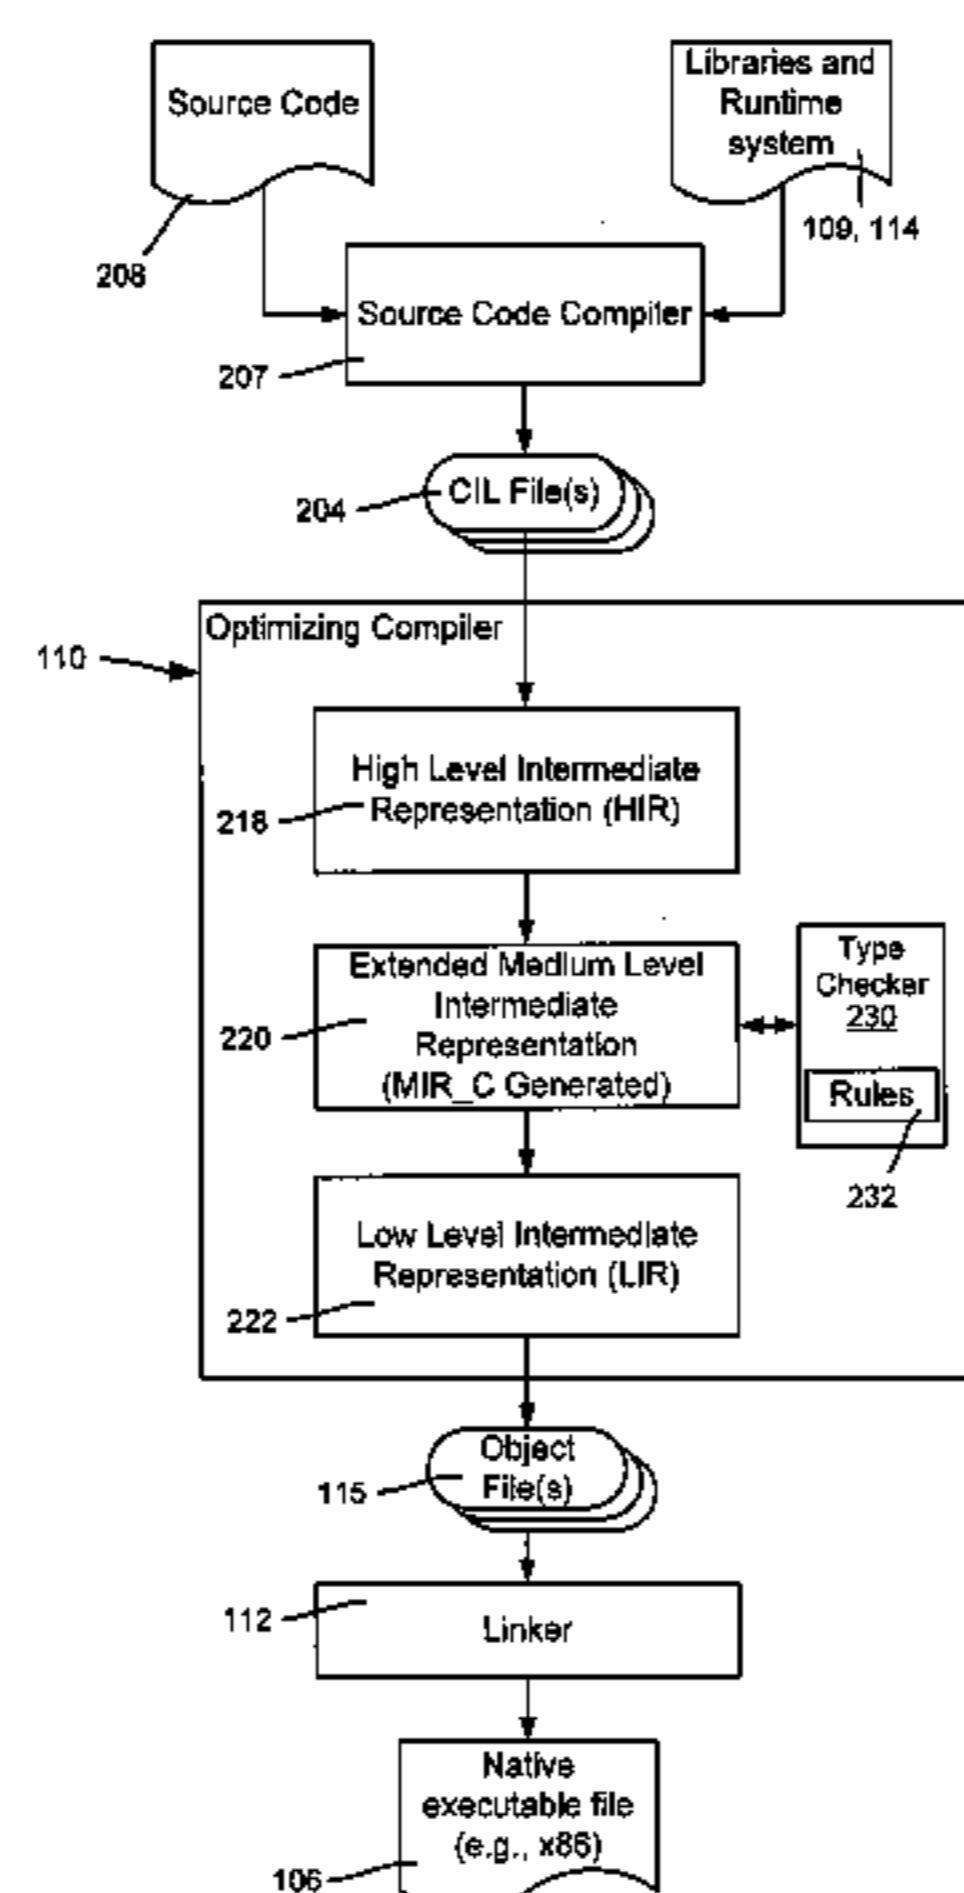 Source Code
Libraries and
Runtime
system
109, 114
208
Source Code Compiler
207
CIL File(s)
204
Optimizing Compiler
110
High Level Intermediate
Representation (HIR)
218
Extended Medium Level
Intermediate
Representation
(MIR_C Generated)
220
Type
Checker
230
Rules
232
Low Level Intermediate
Representation (LIR)
222
Object
File(s)
115
Linker
112
Native
executable file
(e.g., x86)
106